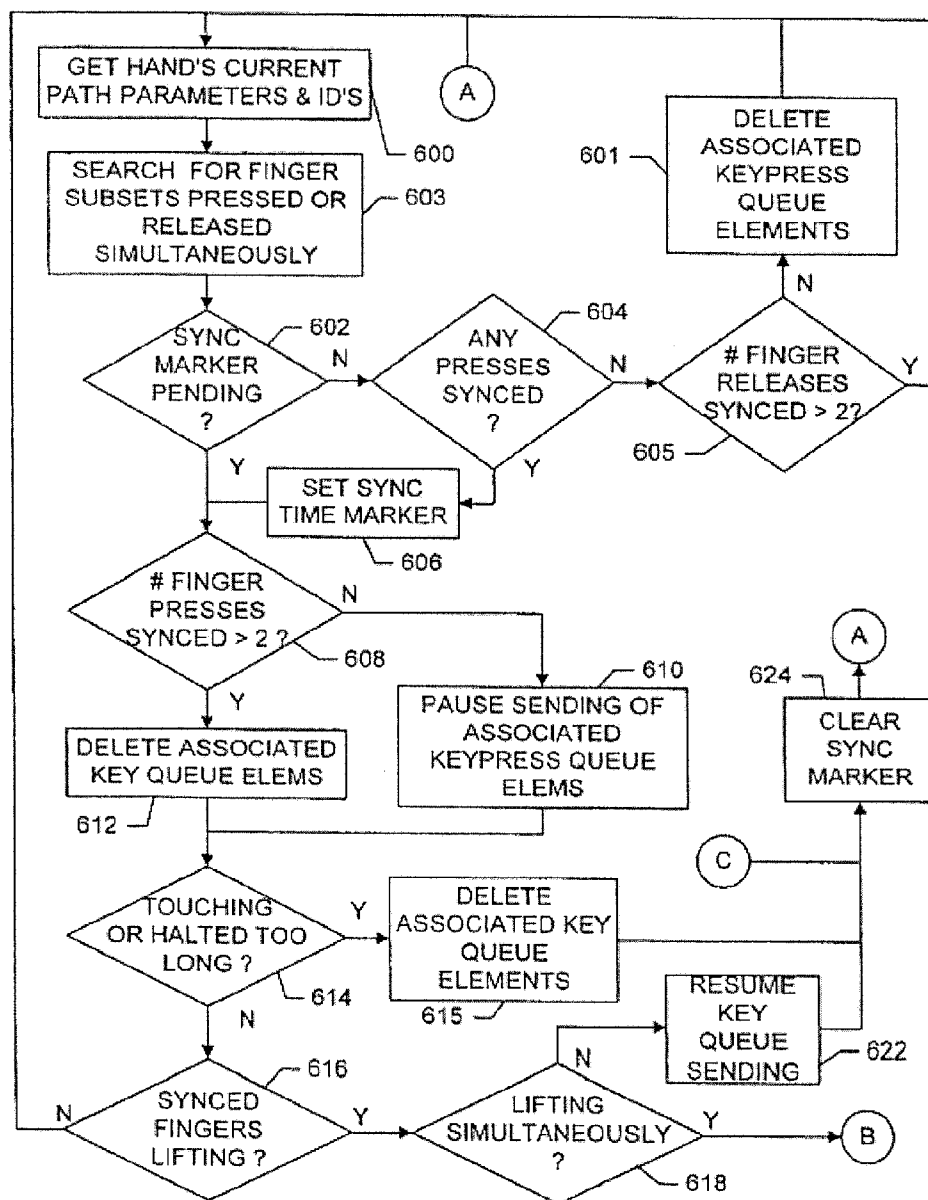 GET HAND'S CURRENT
PATH PARAMETERS & ID'S
600
A
DELETE
ASSOCIATED
KEYPRESS
QUEUE
ELEMENTS
601
SEARCH FOR FINGER
SUBSETS PRESSED OR
RELEASED
SIMULTANEOUSLY
603
SYNC
MARKER
PENDING
?
602
N
Y
ANY
PRESSES
SYNCED
?
604
N
Y
# FINGER
RELEASES
SYNCED > 2?
605
N
Y
SET SYNC
TIME MARKER
606
# FINGER
PRESSES
SYNCED > 2 ?
608
N
Y
610
PAUSE SENDING OF
ASSOCIATED
KEYPRESS QUEUE
ELEMS
A
624
CLEAR
SYNC
MARKER
DELETE ASSOCIATED
KEY QUEUE ELEMS
612
C
TOUCHING
OR HALTED TOO
LONG ?
614
Y
N
DELETE
ASSOCIATED KEY
QUEUE
ELEMENTS
615
RESUME
KEY
QUEUE
SENDING
622
SYNCED
FINGERS
LIFTING ?
616
N
Y
LIFTING
SIMULTANEOUSLY
?
618
N
Y
B